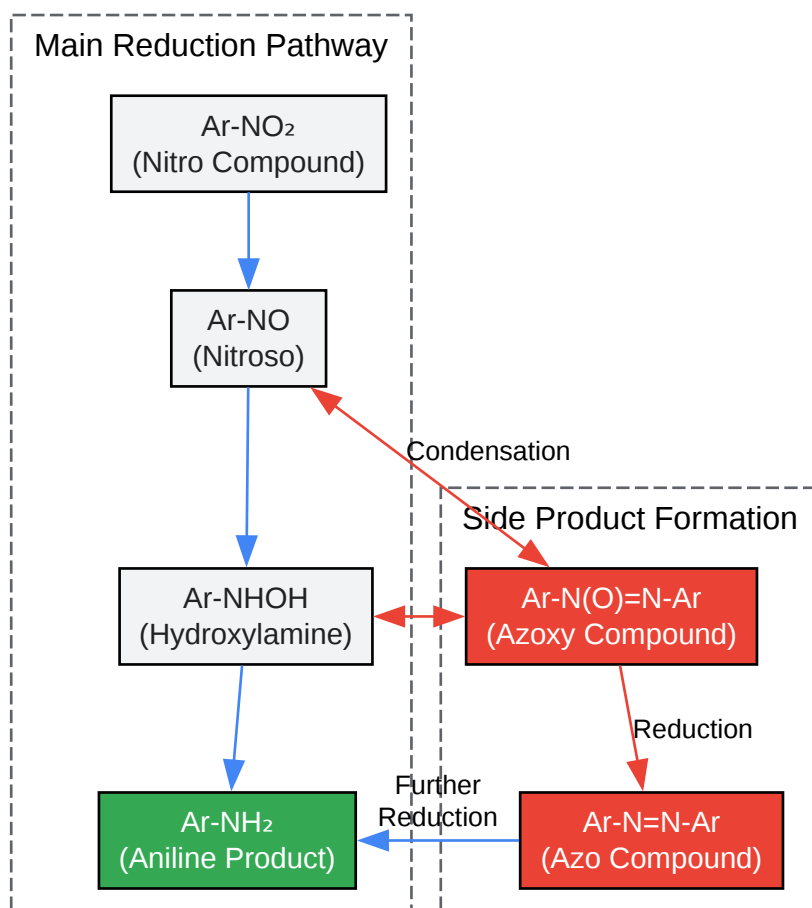 Main Reduction Pathway
Ar-NO₂
(Nitro Compound)
Ar-NO
(Nitroso)
Condensation
Side Product Formation
Ar-NHOH
(Hydroxylamine)
Ar-N(O)=N-Ar
(Azoxy Compound)
Reduction
Further
Reduction
Ar-NH₂
(Aniline Product)
Ar-N=N-Ar
(Azo Compound)